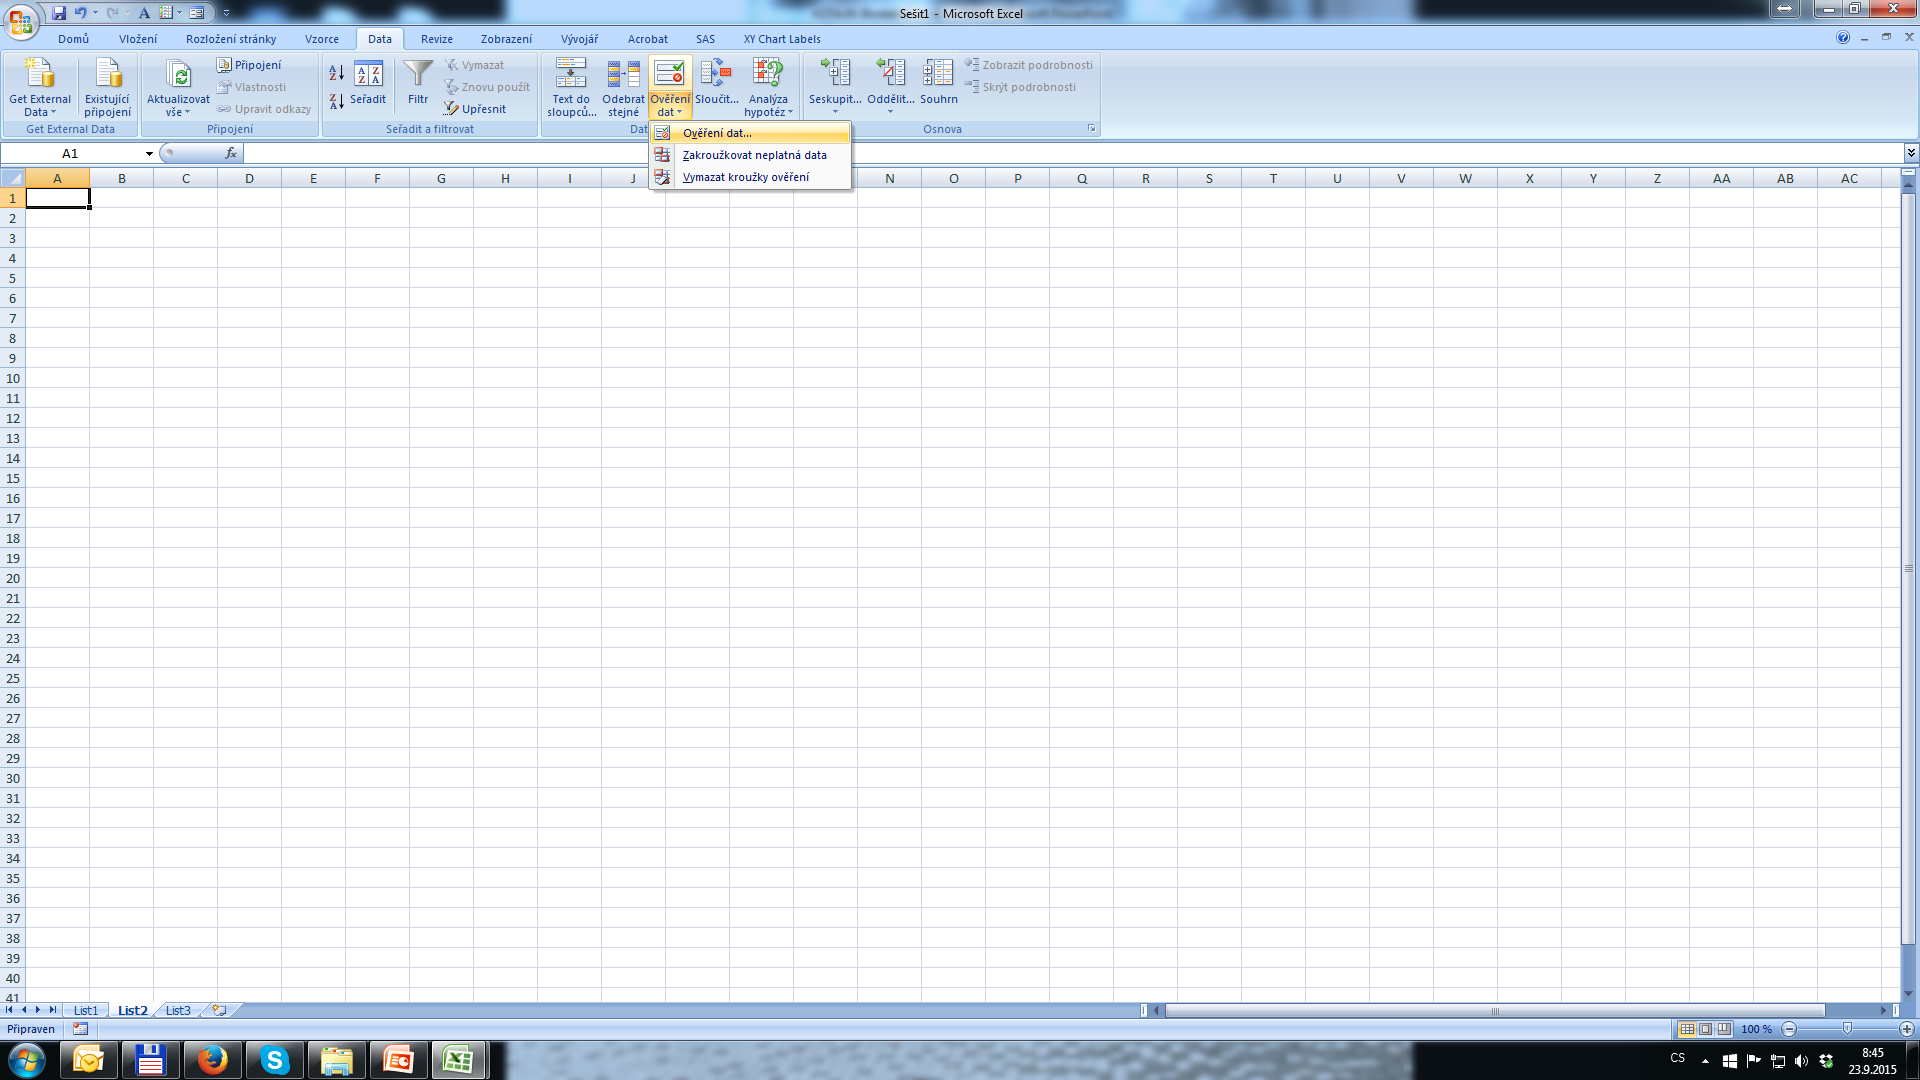 Sešit1 - Microsoft Excel
Domů Vložení Rozložení stránky Vzorce Data Revize Zobrazení Vývojář Acrobat SAS XY Chart Labels
Get External Data
Existující připojení
Get External Data
Aktualizovat vše
Připojení
Vlastnosti
Upravit odkazy
Připojení
Seřadit
Filtr
Vymazat
Znovu použít
Upřesnit
Seřadit a filtrovat
Text do sloupců...
Odebrat stejné
Ověření dat
Sloučit...
Analýza hypotéz
Dat
Seskupit...
Oddělit...
Souhrn
Zobrazit podrobnosti
Skrýt podrobnosti
Osnova
Ověření dat...
Zakroužkovat neplatná data
Vymazat kroužky ověření
A1 fx
A B C D E F G H I J N O P Q R S T U V W X Y Z AA AB AC
1
2
3
4
5
6
7
8
9
10
11
12
13
14
15
16
17
18
19
20
21
22
23
24
25
26
27
28
29
30
31
32
33
34
35
36
37
38
39
40
41
List1 List2 List3
Připraven 100 %
CS 8:45
23.9.2015